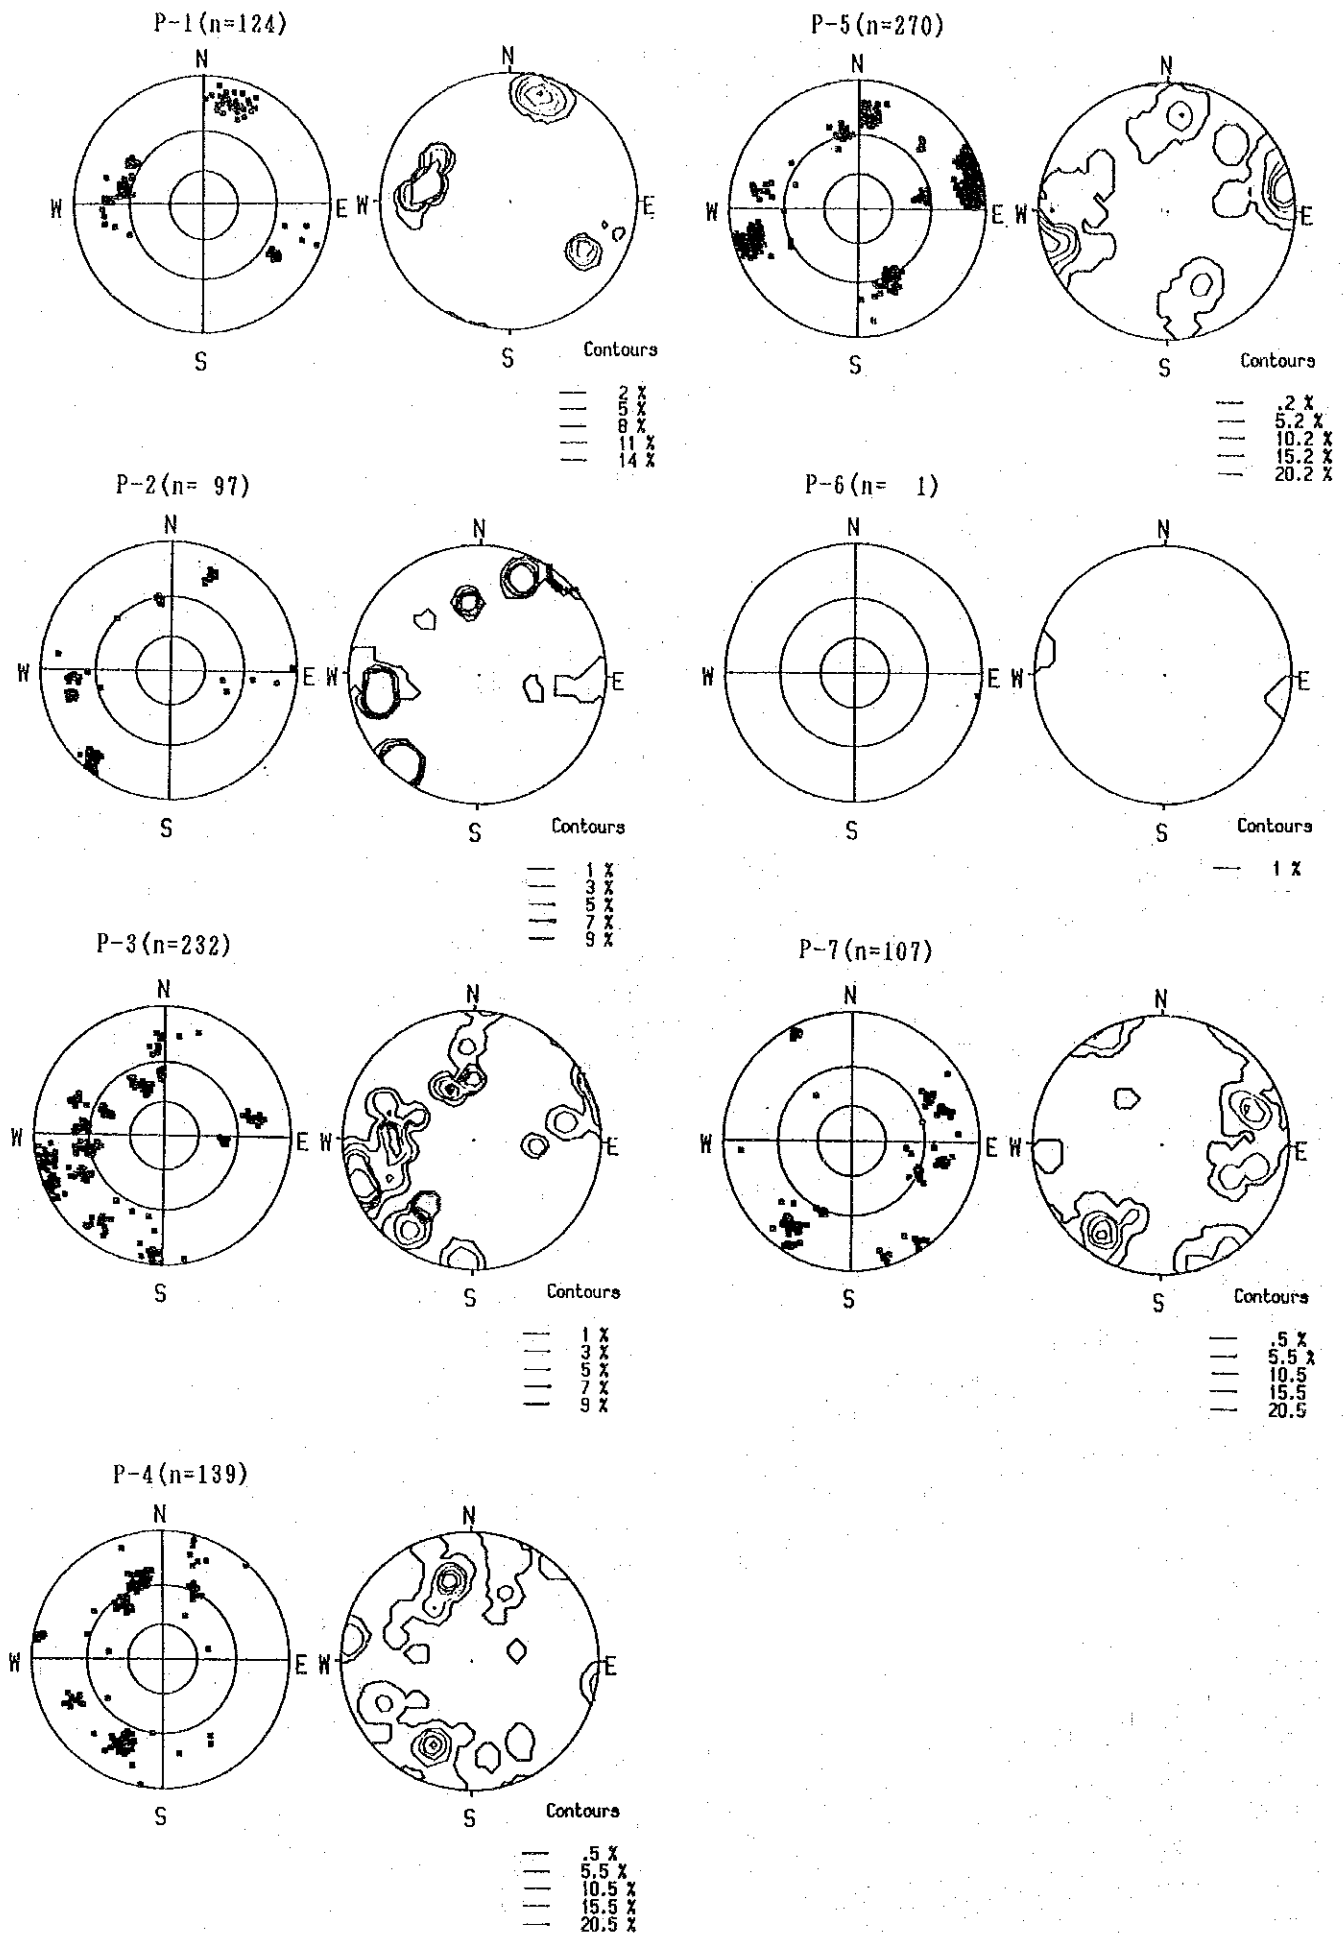 P-1(n=124)
N
W
E
S
N
W
E
S
Contours
2 %
5 %
8 %
11 %
14 %
P-5(n=270)
N
W
E
S
N
W
E
S
Contours
.2 %
5.2 %
10.2 %
15.2 %
20.2 %
P-2(n= 97)
N
W
E
S
N
W
E
S
Contours
1 %
3 %
5 %
7 %
9 %
P-6(n= 1)
N
W
E
S
N
W
E
S
Contours
1 %
P-3(n=232)
N
W
E
S
N
W
E
S
Contours
1 %
3 %
5 %
7 %
9 %
P-7(n=107)
N
W
E
S
N
W
E
S
Contours
.5 %
5.5 %
10.5
15.5
20.5
P-4(n=139)
N
W
E
S
N
W
E
S
Contours
.5 %
5.5 %
10.5 %
15.5 %
20.5 %